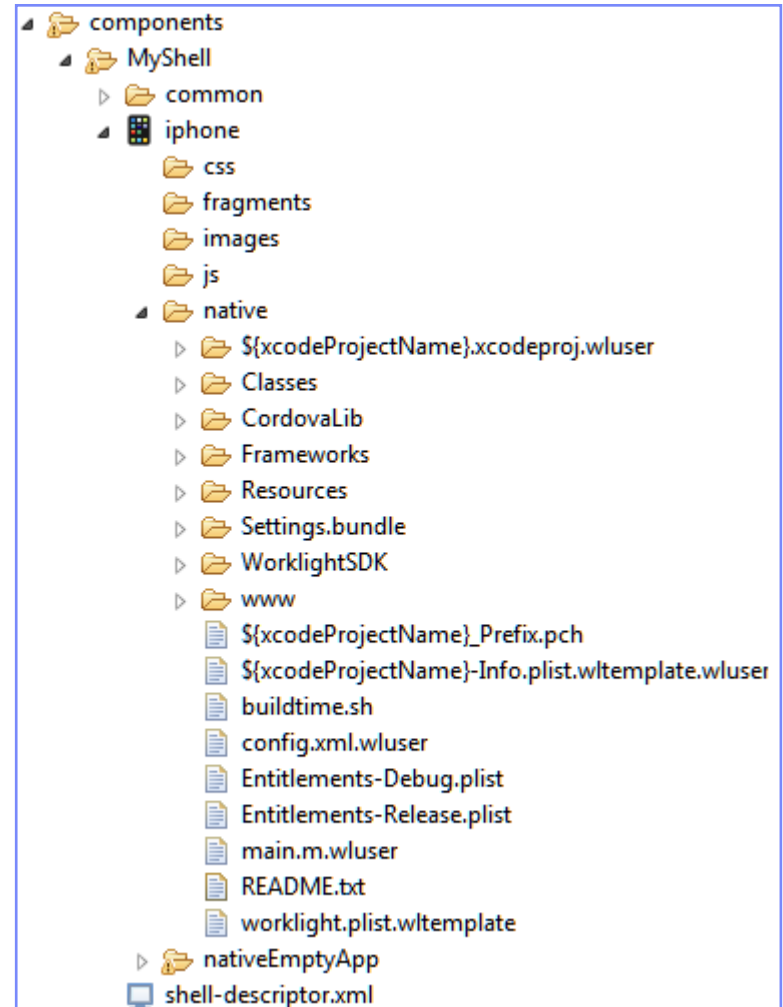 components
MyShell
common
iphone
css
fragments
images
js
native
${xcodeProjectName}.xcodeproj.wluser
Classes
CordovaLib
Frameworks
Resources
Settings.bundle
WorklightSDK
www
${xcodeProjectName}_Prefix.pch
${xcodeProjectName}-Info.plist.wltemplate.wluser
buildtime.sh
config.xml.wluser
Entitlements-Debug.plist
Entitlements-Release.plist
main.m.wluser
README.txt
worklight.plist.wltemplate
nativeEmptyApp
shell-descriptor.xml